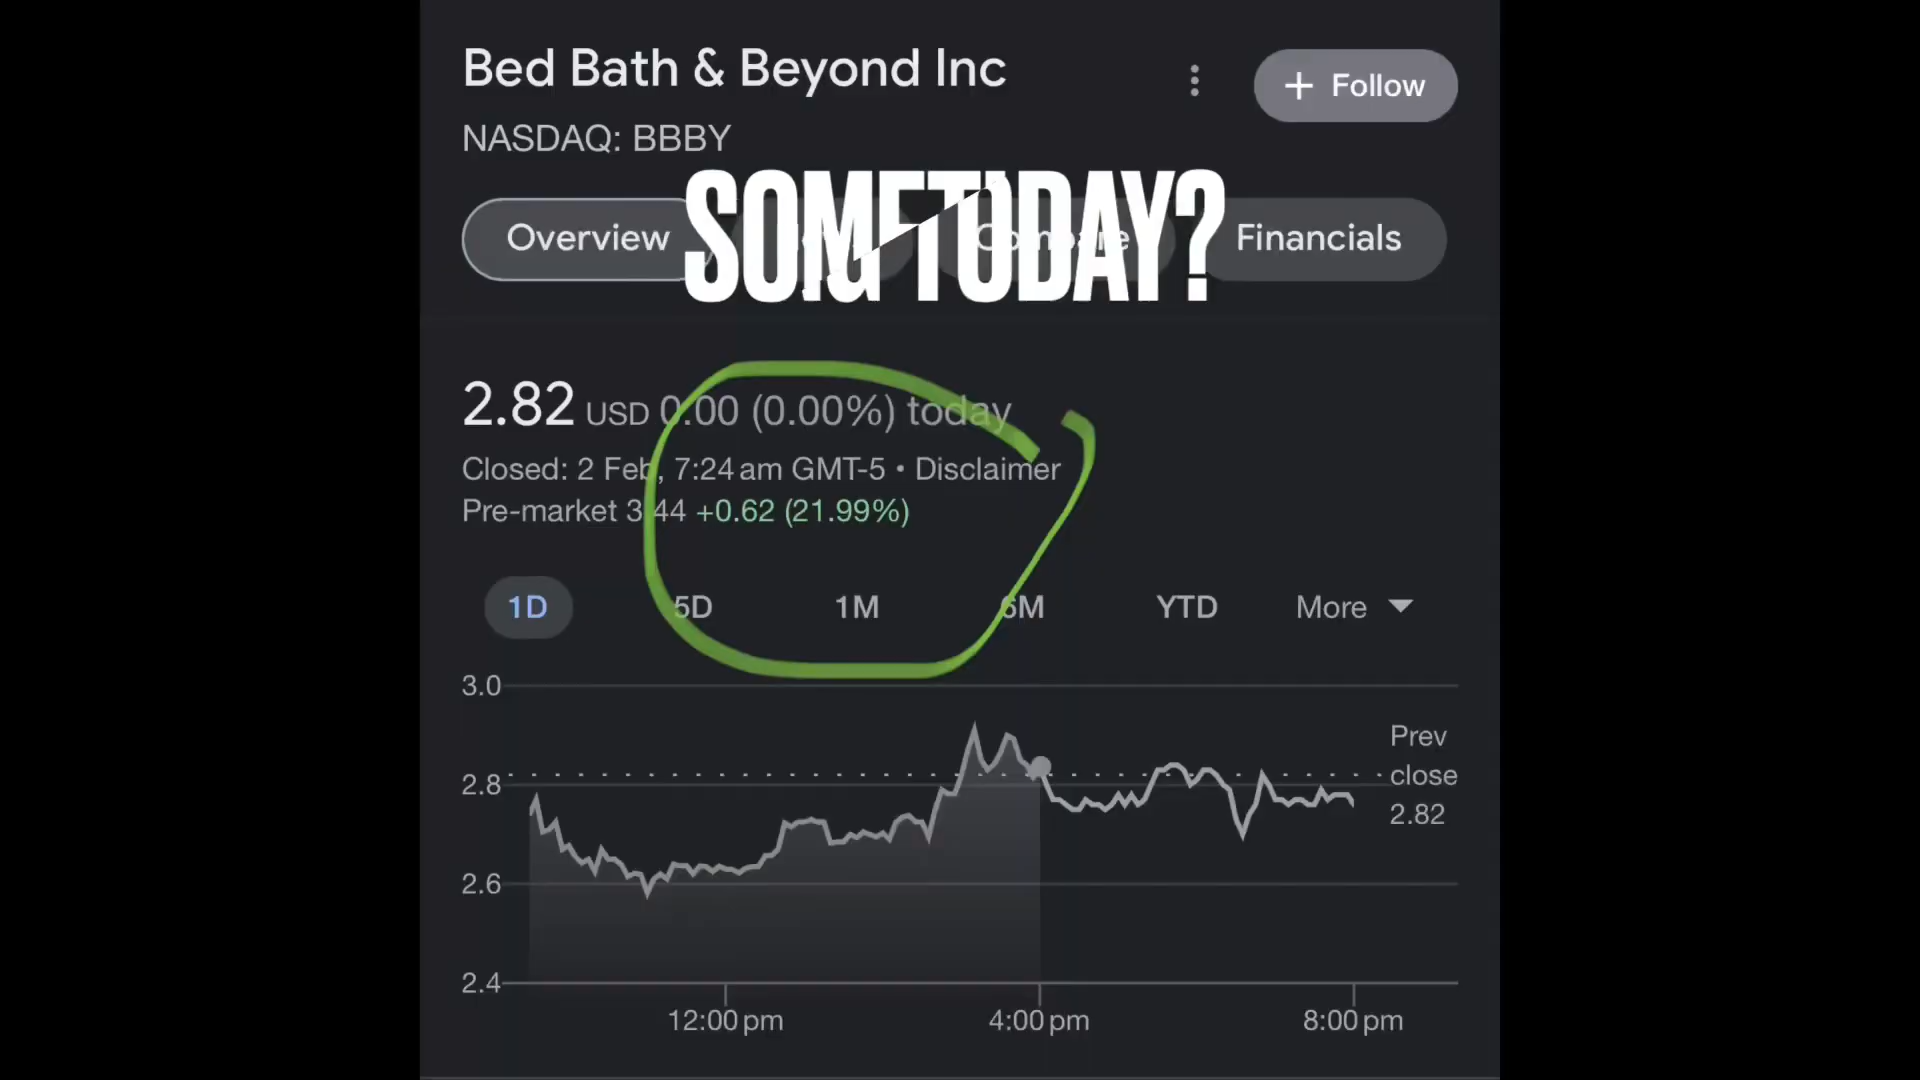 Bed Bath & Beyond Inc
+ Follow
NASDAQ: BBBY
TODAY?
Overview
Financials
2.82 USD 0.00 (0.00%) today
Closed: 2 Feb, 7:24 am GMT-5 • Disclaimer
Pre-market 3.44 +0.62 (21.99%)
1D 5D 1M 6M YTD More
3.0
2.8
2.6
2.4
Prev
close
2.82
12:00 pm 4:00 pm 8:00 pm